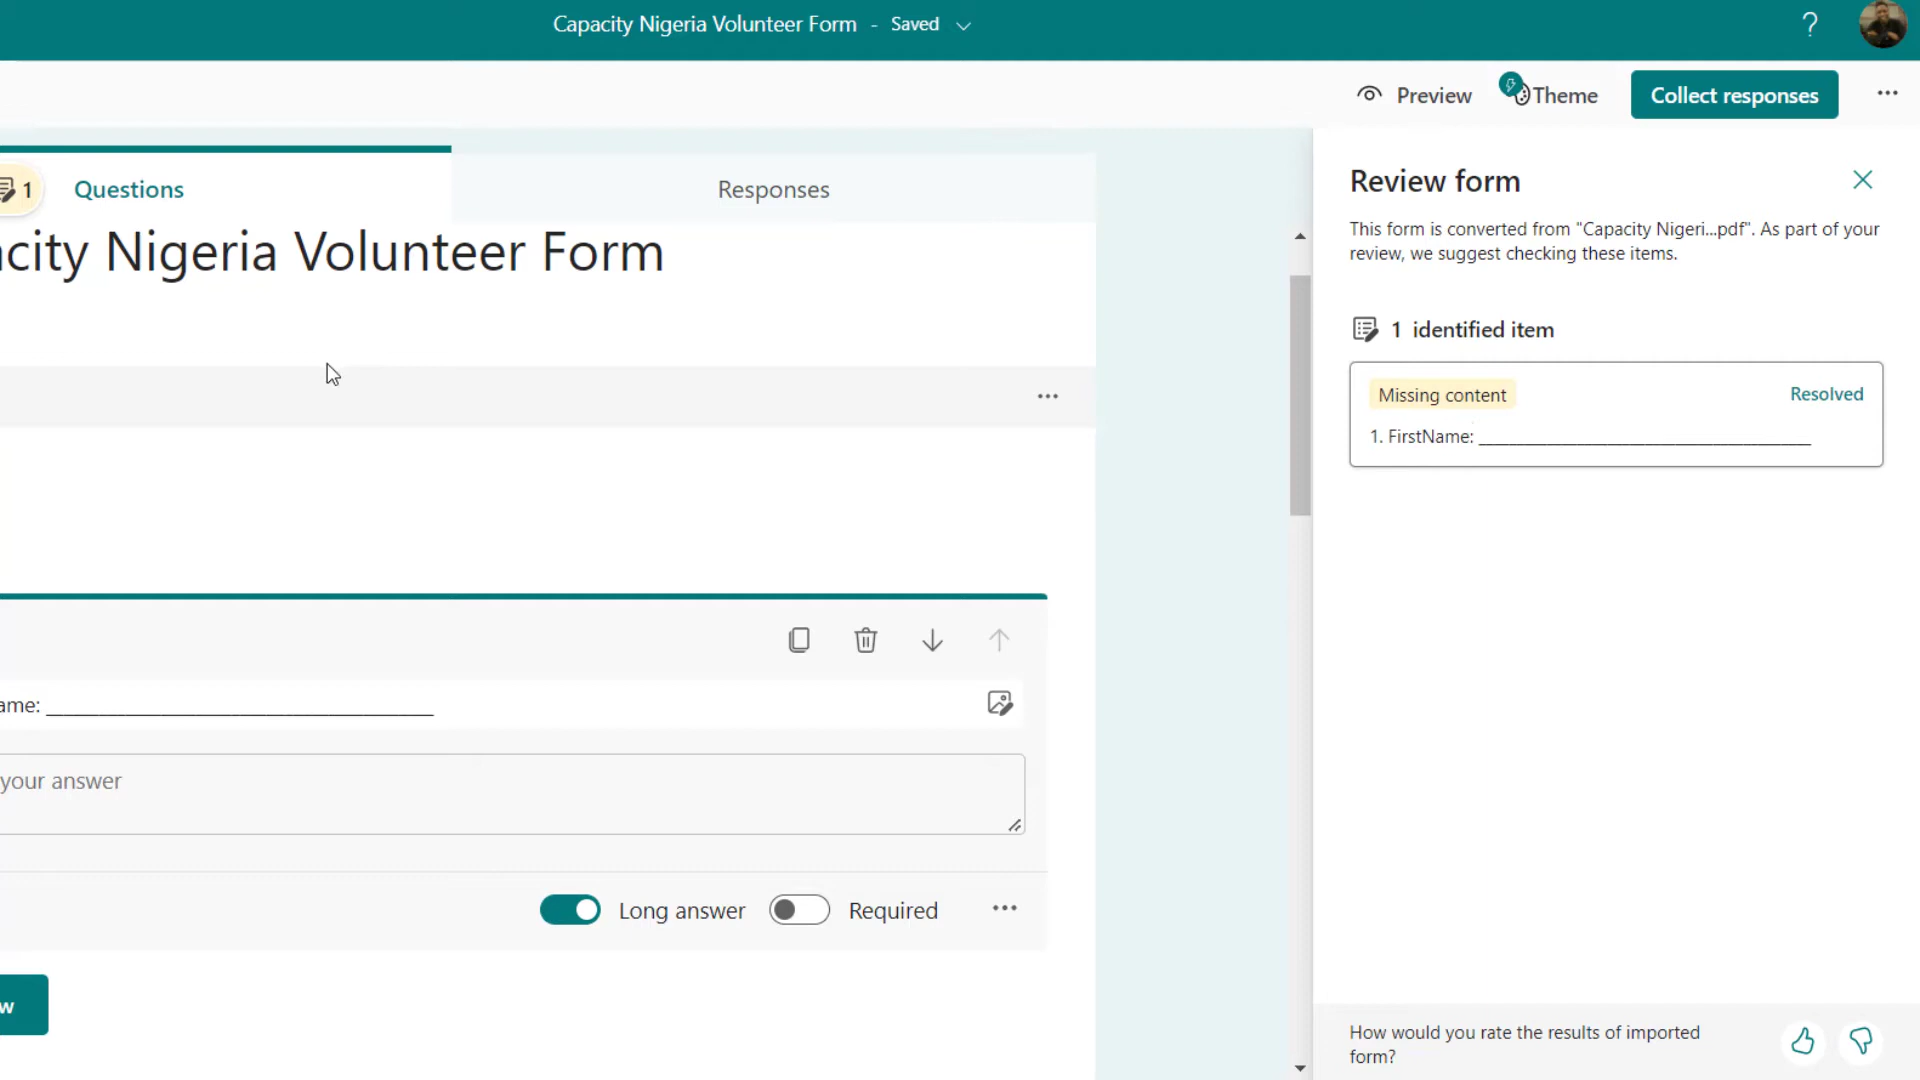 Capacity Nigeria Volunteer Form - Saved
?
Preview
Theme
Collect responses
1
Questions
Responses
acity Nigeria Volunteer Form
ame: ___________________________________
your answer
Long answer
Required
w
Review form
This form is converted from "Capacity Nigeri...pdf". As part of your
review, we suggest checking these items.
1 identified item
Missing content
Resolved
1. FirstName: ___________________________________
How would you rate the results of imported
form?